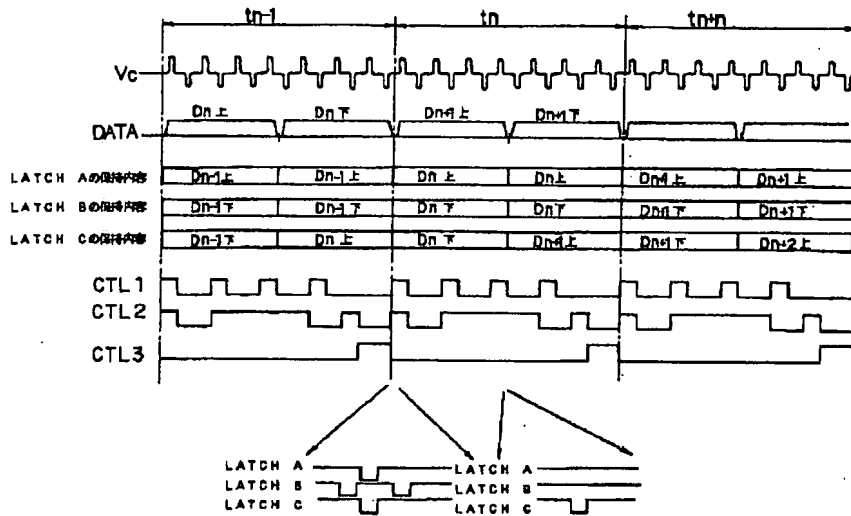 tn-1 tn tn+n
Vc
DATA Dn上 Dn下 Dn+1上 Dn+1下
LATCH Aの保持内容 Dn-1上 Dn-1上 Dn上 Dn上 Dn+1上 Dn+1上
LATCH Bの保持内容 Dn-1下 Dn-1下 Dn下 Dn下 Dn+1下 Dn+1下
LATCH Cの保持内容 Dn-1下 Dn上 Dn下 Dn+1上 Dn+1下 Dn+2上
CTL1
CTL2
CTL3
LATCH A LATCH A
LATCH B LATCH B
LATCH C LATCH C